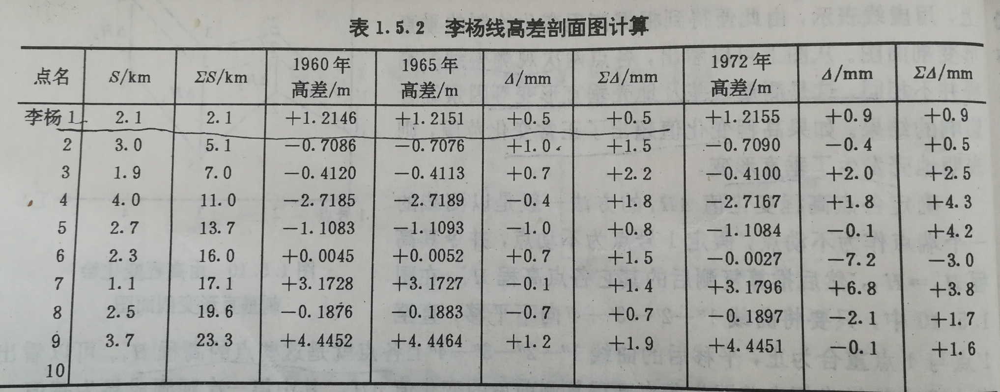 表 1.5.2 李杨线高差剖面图计算
点名 S/km ΣS/km 1960 年 高差/m 1965 年 高差/m Δ/mm ΣΔ/mm 1972 年 高差/m Δ/mm ΣΔ/mm
李杨 1 2.1 2.1 +1.2146 +1.2151 +0.5 +0.5 +1.2155 +0.9 +0.9
2 3.0 5.1 −0.7086 −0.7076 +1.0 +1.5 −0.7090 −0.4 +0.5
3 1.9 7.0 −0.4120 −0.4113 +0.7 +2.2 −0.4100 +2.0 +2.5
4 4.0 11.0 −2.7185 −2.7189 −0.4 +1.8 −2.7167 +1.8 +4.3
5 2.7 13.7 −1.1083 −1.1093 −1.0 +0.8 −1.1084 −0.1 +4.2
6 2.3 16.0 +0.0045 +0.0052 +0.7 +1.5 −0.0027 −7.2 −3.0
7 1.1 17.1 +3.1728 +3.1727 −0.1 +1.4 +3.1796 +6.8 +3.8
8 2.5 19.6 −0.1876 −0.1883 −0.7 +0.7 −0.1897 −2.1 +1.7
9 3.7 23.3 +4.4452 +4.4464 +1.2 +1.9 +4.4451 −0.1 +1.6
10